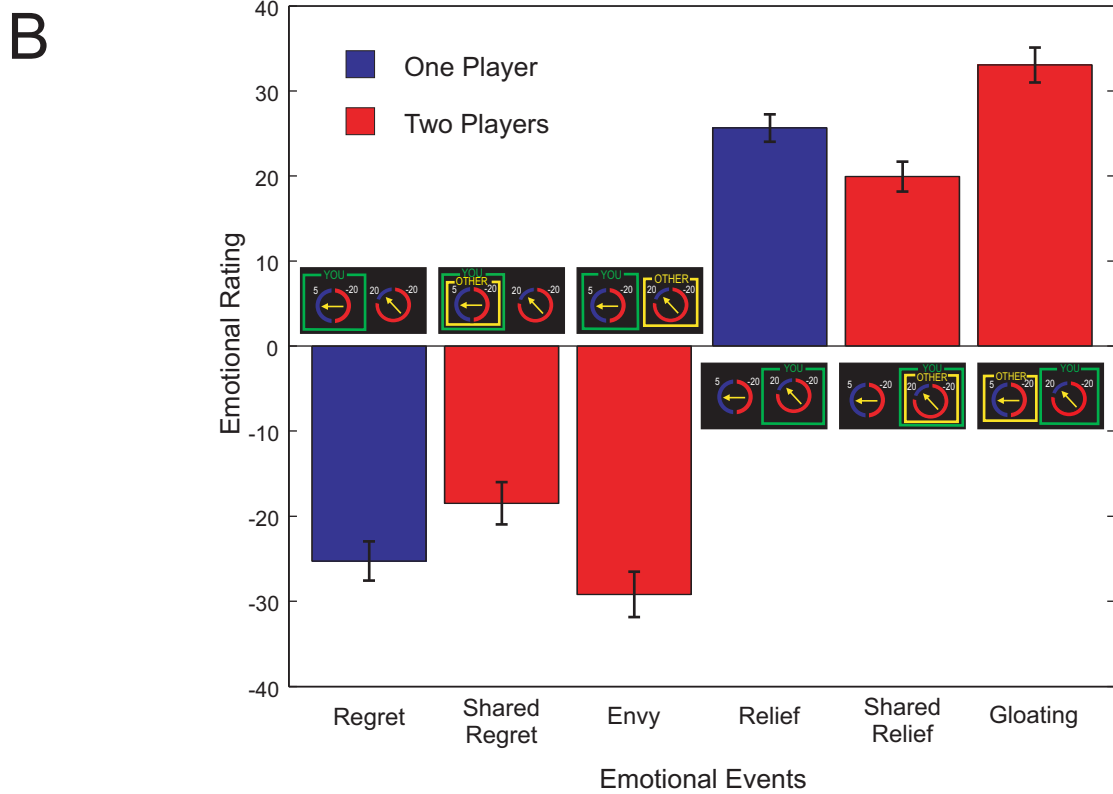 B
40
30
20
10
0
-10
-20
-30
-40
Emotional Rating
One Player
Two Players
YOU
5 -20 20 -20
YOU
OTHER
5 -20 20 -20
YOU OTHER
5 -20 20 -20
YOU
5 -20 20 -20
YOU
OTHER
5 -20 20 -20
OTHER YOU
5 -20 20 -20
Regret
Shared
Regret
Envy
Relief
Shared
Relief
Gloating
Emotional Events